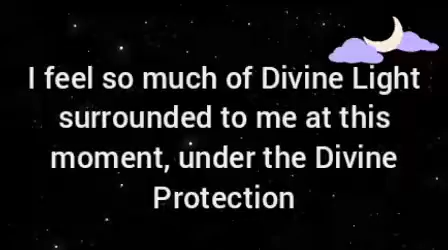 I feel so much of Divine Light
surrounded to me at this
moment, under the Divine
Protection